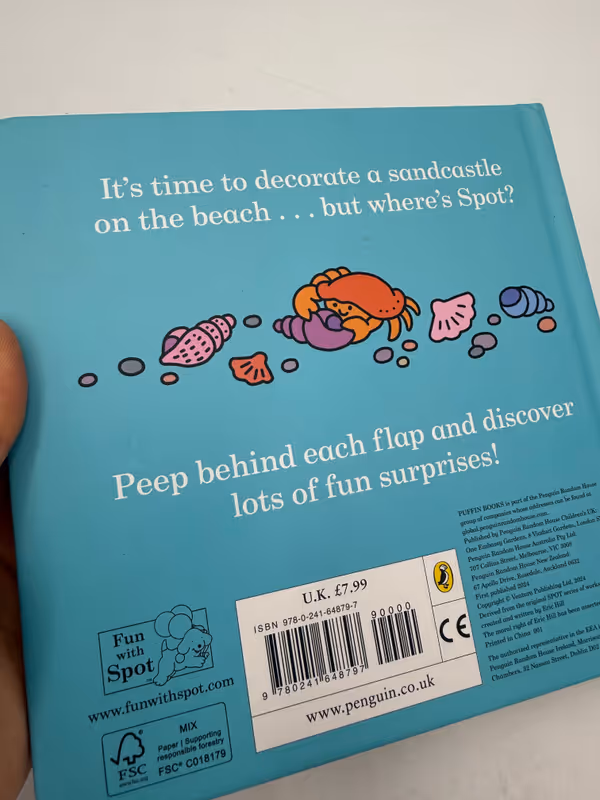 It's time to decorate a sandcastle
on the beach . . . but where's Spot?
Peep behind each flap and discover
lots of fun surprises!
PUFFIN BOOKS is part of the Penguin Random House
group of companies whose addresses can be found at
global.penguinrandomhouse.com.
Published by Penguin Random House Children's UK:
One Embassy Gardens, 8 Viaduct Gardens, London
Penguin Random House Australia Pty Ltd:
707 Collins Street, Melbourne, VIC 3008
Penguin Random House New Zealand:
67 Apollo Drive, Rosedale, Auckland 0632
First published 2024
Copyright © Ventura Publishing Ltd, 2024
Derived from the original SPOT series of works
created and written by Eric Hill
The moral right of Eric Hill has been asserted
Printed in China 001
The authorised representative in the EEA
Penguin Random House Ireland, Morrison
Chambers, 32 Nassau Street, Dublin D02
U.K. £7.99
ISBN 978-0-241-64879-7
90000
9 780241 648797
CE
www.penguin.co.uk
Fun
with
Spot
™
www.funwithspot.com
FSC
www.fsc.org
MIX
Paper | Supporting
responsible forestry
FSC® C018179